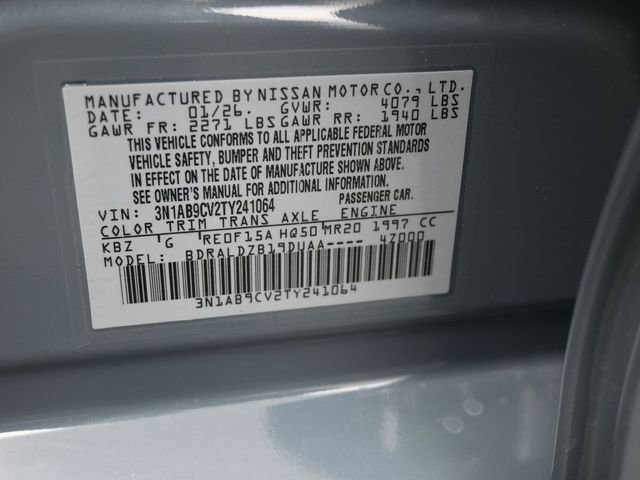 MANUFACTURED BY NISSAN MOTOR CO., LTD.
DATE: 01/26. GVWR: 4079 LBS
GAWR FR: 2271 LBS GAWR RR: 1940 LBS
THIS VEHICLE CONFORMS TO ALL APPLICABLE FEDERAL MOTOR
VEHICLE SAFETY, BUMPER AND THEFT PREVENTION STANDARDS
IN EFFECT ON THE DATE OF MANUFACTURE SHOWN ABOVE.
SEE OWNER'S MANUAL FOR ADDITIONAL INFORMATION.
VIN: 3N1AB9CV2TY241064 PASSENGER CAR.
COLOR TRIM TRANS AXLE ENGINE
KBZ 'G RE0F15A HQ50 MR20 1997 CC
MODEL: BDRALDZB19DUAA---- 4Z000
3N1AB9CV2TY241064